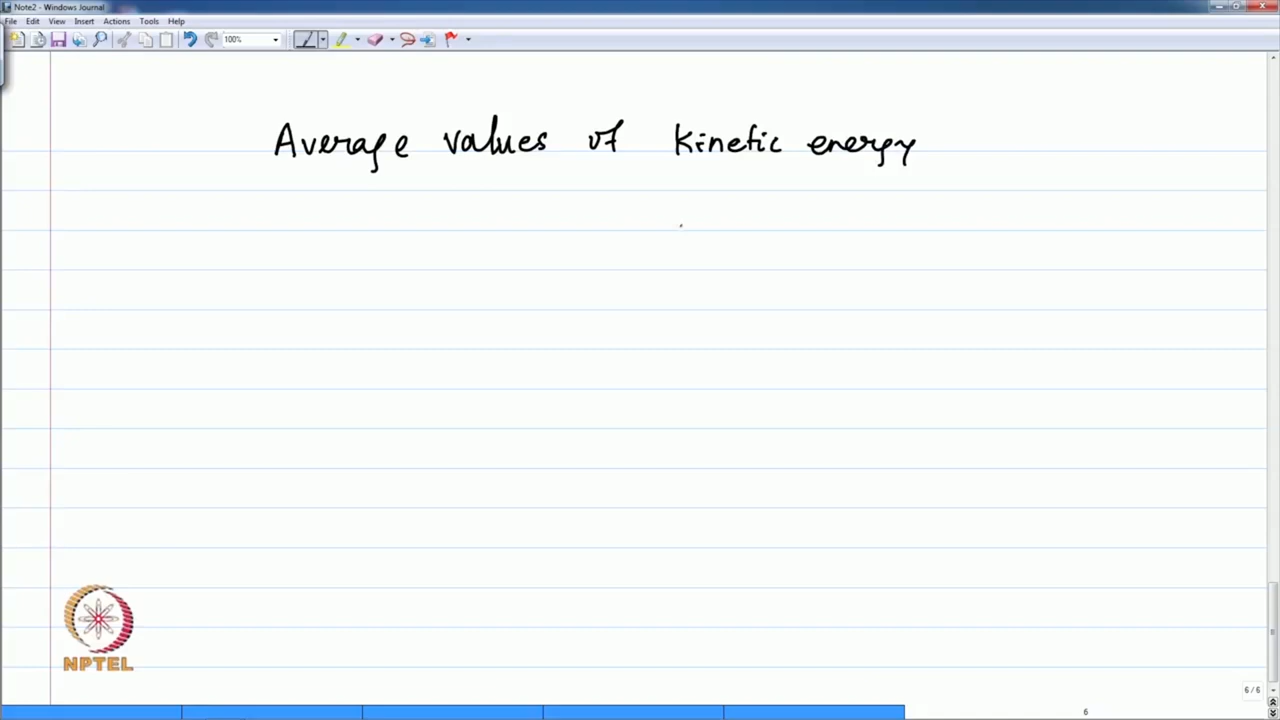 Note2 - Windows Journal
File Edit View Insert Actions Tools Help
100%
Average values of kinetic energy
NPTEL
6 / 6
6